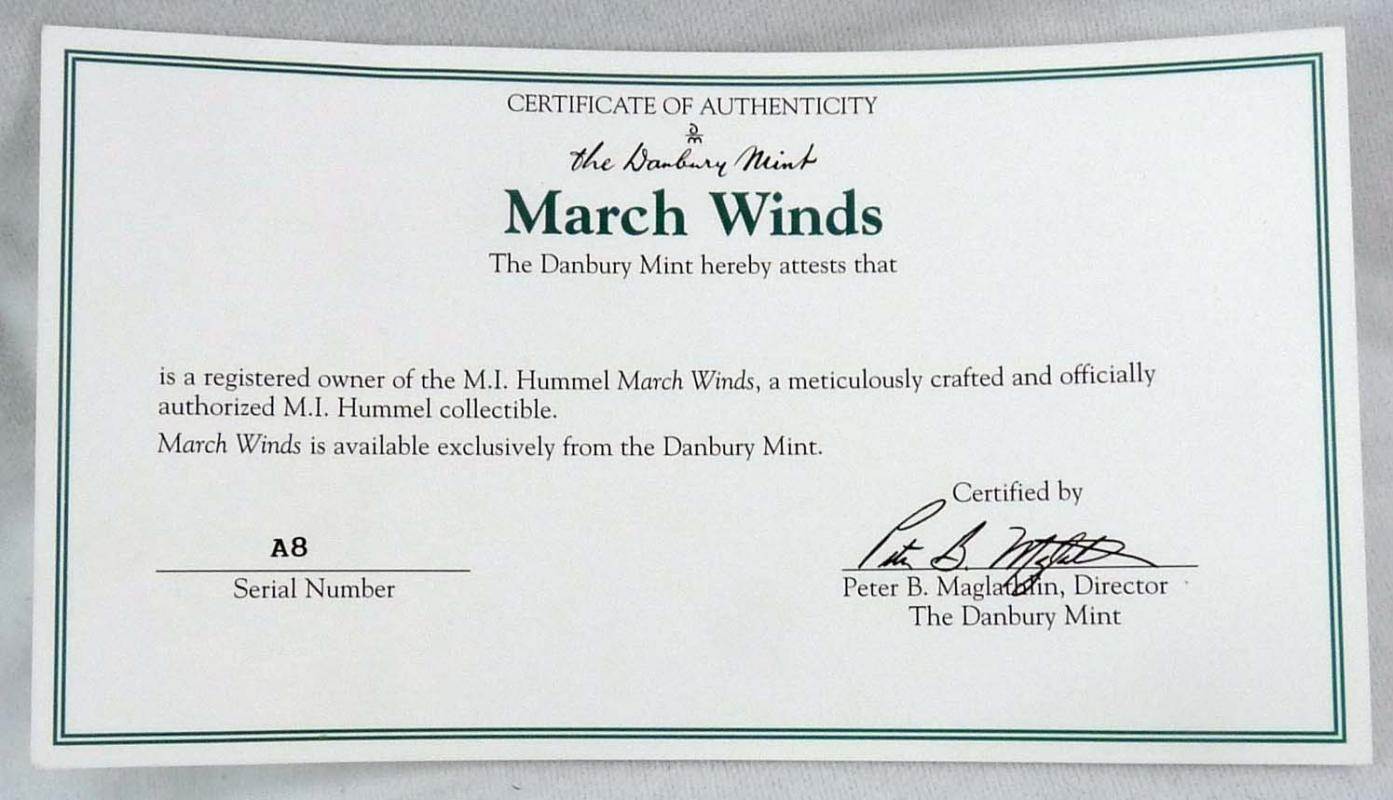 CERTIFICATE OF AUTHENTICITY
the Danbury Mint
March Winds
The Danbury Mint hereby attests that
is a registered owner of the M.I. Hummel March Winds, a meticulously crafted and officially
authorized M.I. Hummel collectible.
March Winds is available exclusively from the Danbury Mint.
Certified by
A8
Serial Number
Peter B. Maglathlin
Peter B. Maglathlin, Director
The Danbury Mint